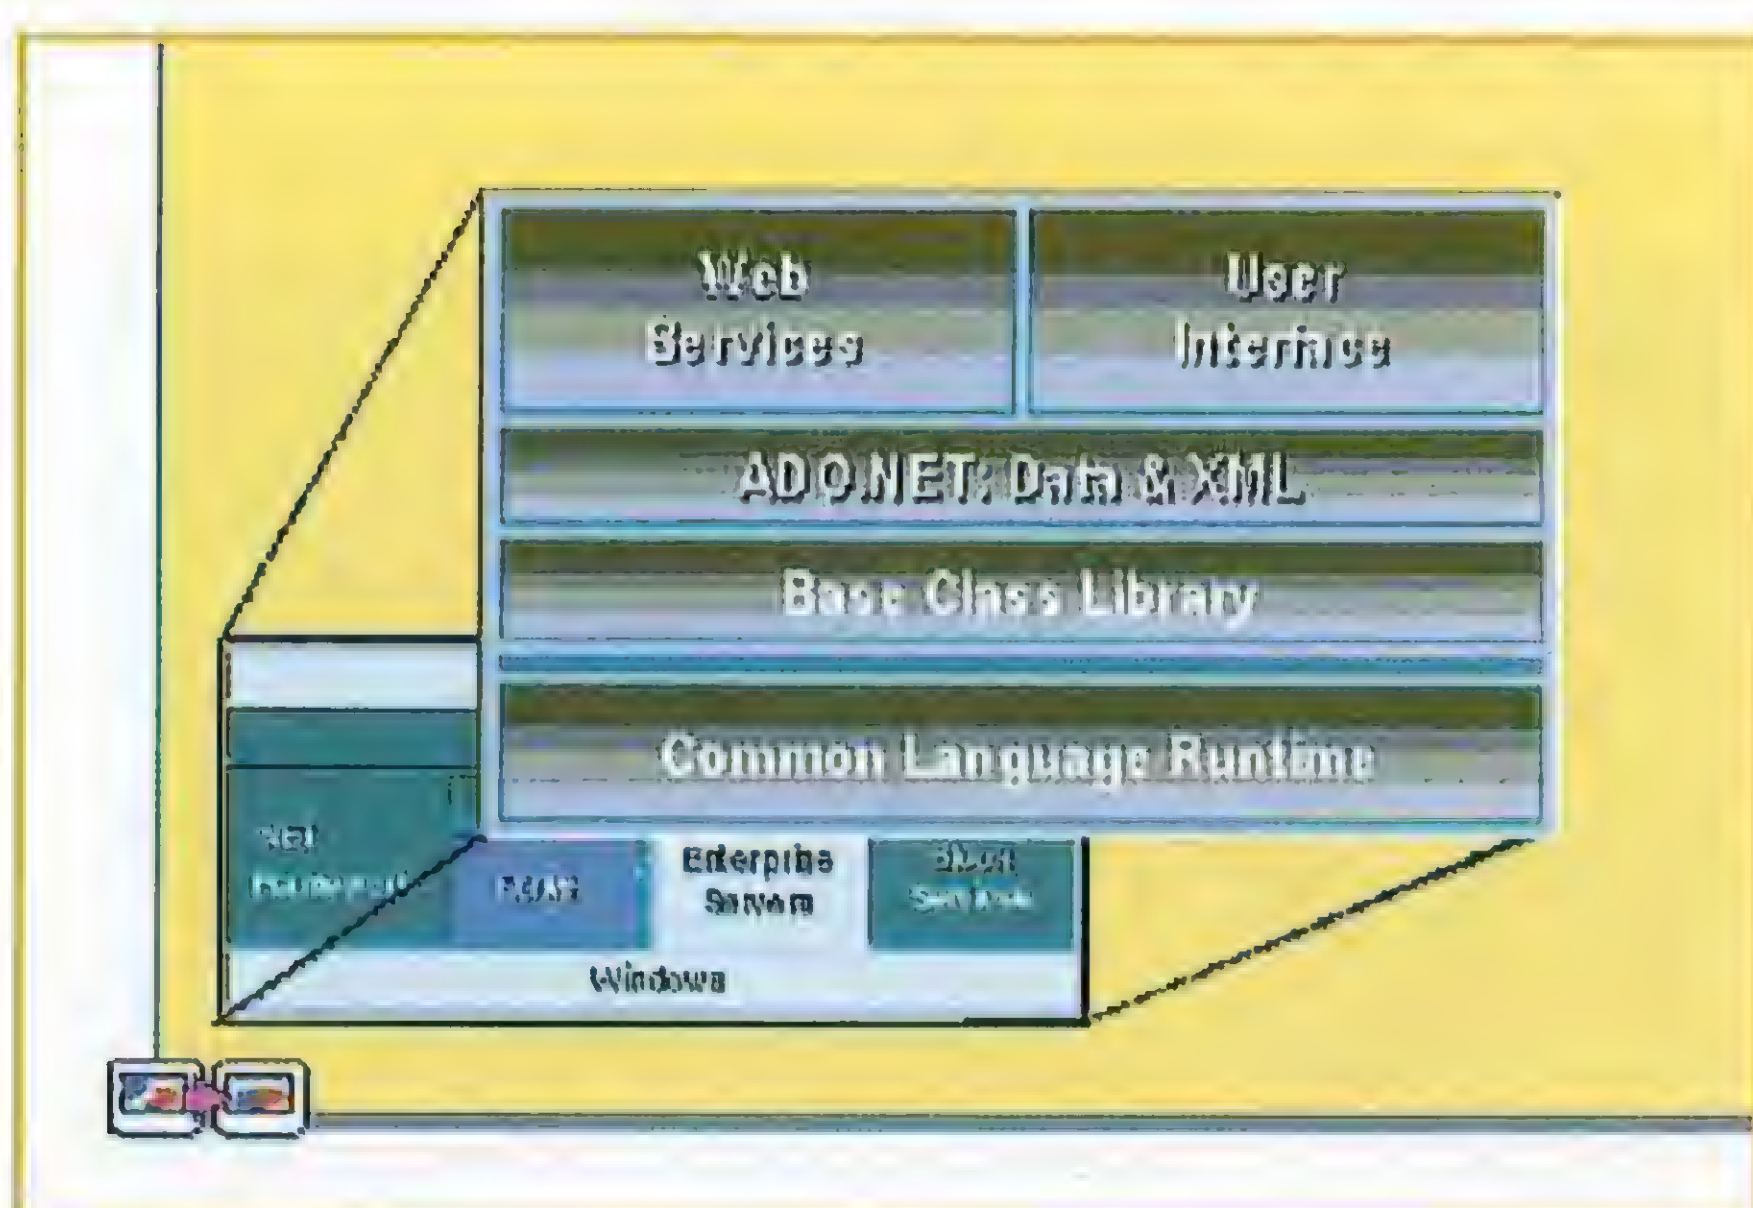 Web
Services
User
Interface
ADO.NET: Data & XML
Base Class Library
Common Language Runtime
Enterprise
Servers
Windows